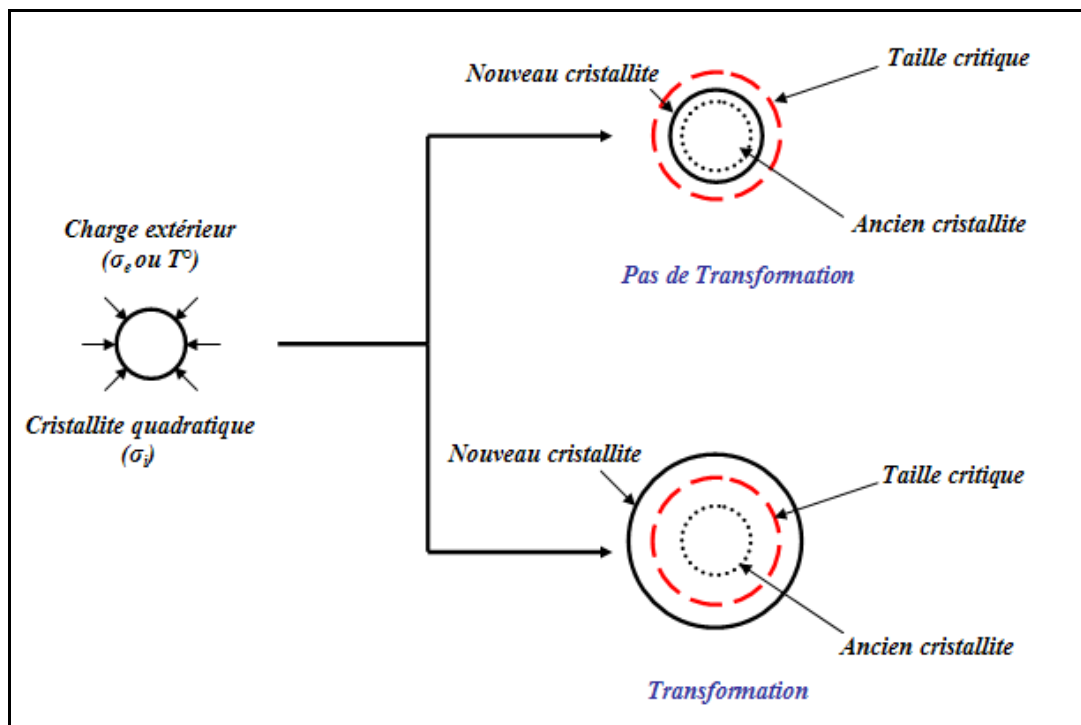 Charge extérieur
(σe ou T°)
Cristallite quadratique
(σi)
Nouveau cristallite
Taille critique
Ancien cristallite
Pas de Transformation
Nouveau cristallite
Taille critique
Ancien cristallite
Transformation